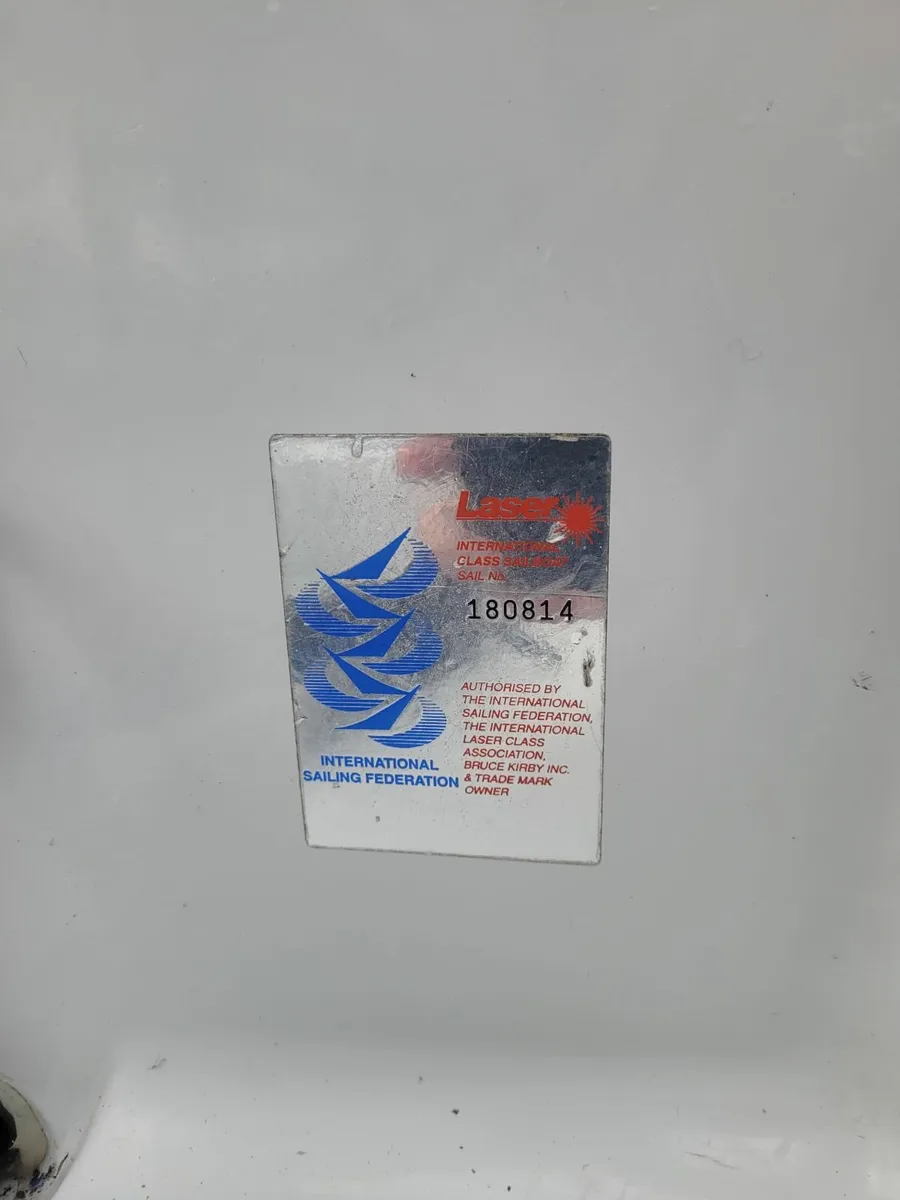 Laser
INTERNATIONAL
CLASS SAILBOAT
SAIL No.
180814
AUTHORISED BY
THE INTERNATIONAL
SAILING FEDERATION,
THE INTERNATIONAL
LASER CLASS
ASSOCIATION,
BRUCE KIRBY INC.
& TRADE MARK
OWNER
INTERNATIONAL
SAILING FEDERATION